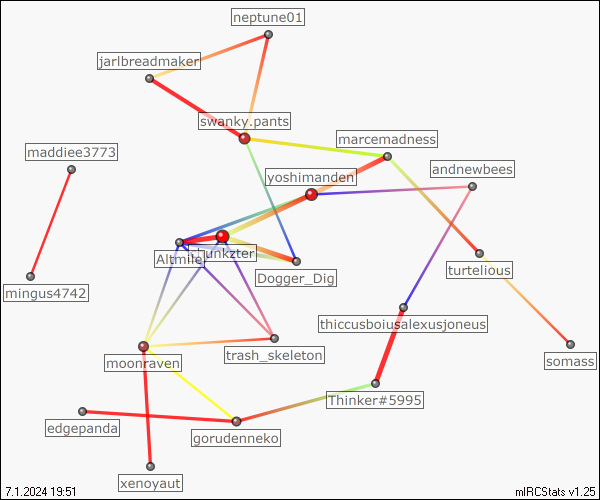 neptune01
jarlbreadmaker
swanky.pants
marcemadness
maddiee3773
andnewbees
yoshimanden
Altmile
unkzter
Dogger_Dig
turtelious
mingus4742
thiccusboiusalexusjoneus
trash_skeleton
moonraven
somass
Thinker#5995
edgepanda
gorudenneko
xenoyaut
7.1.2024 19:51
mIRCStats v1.25